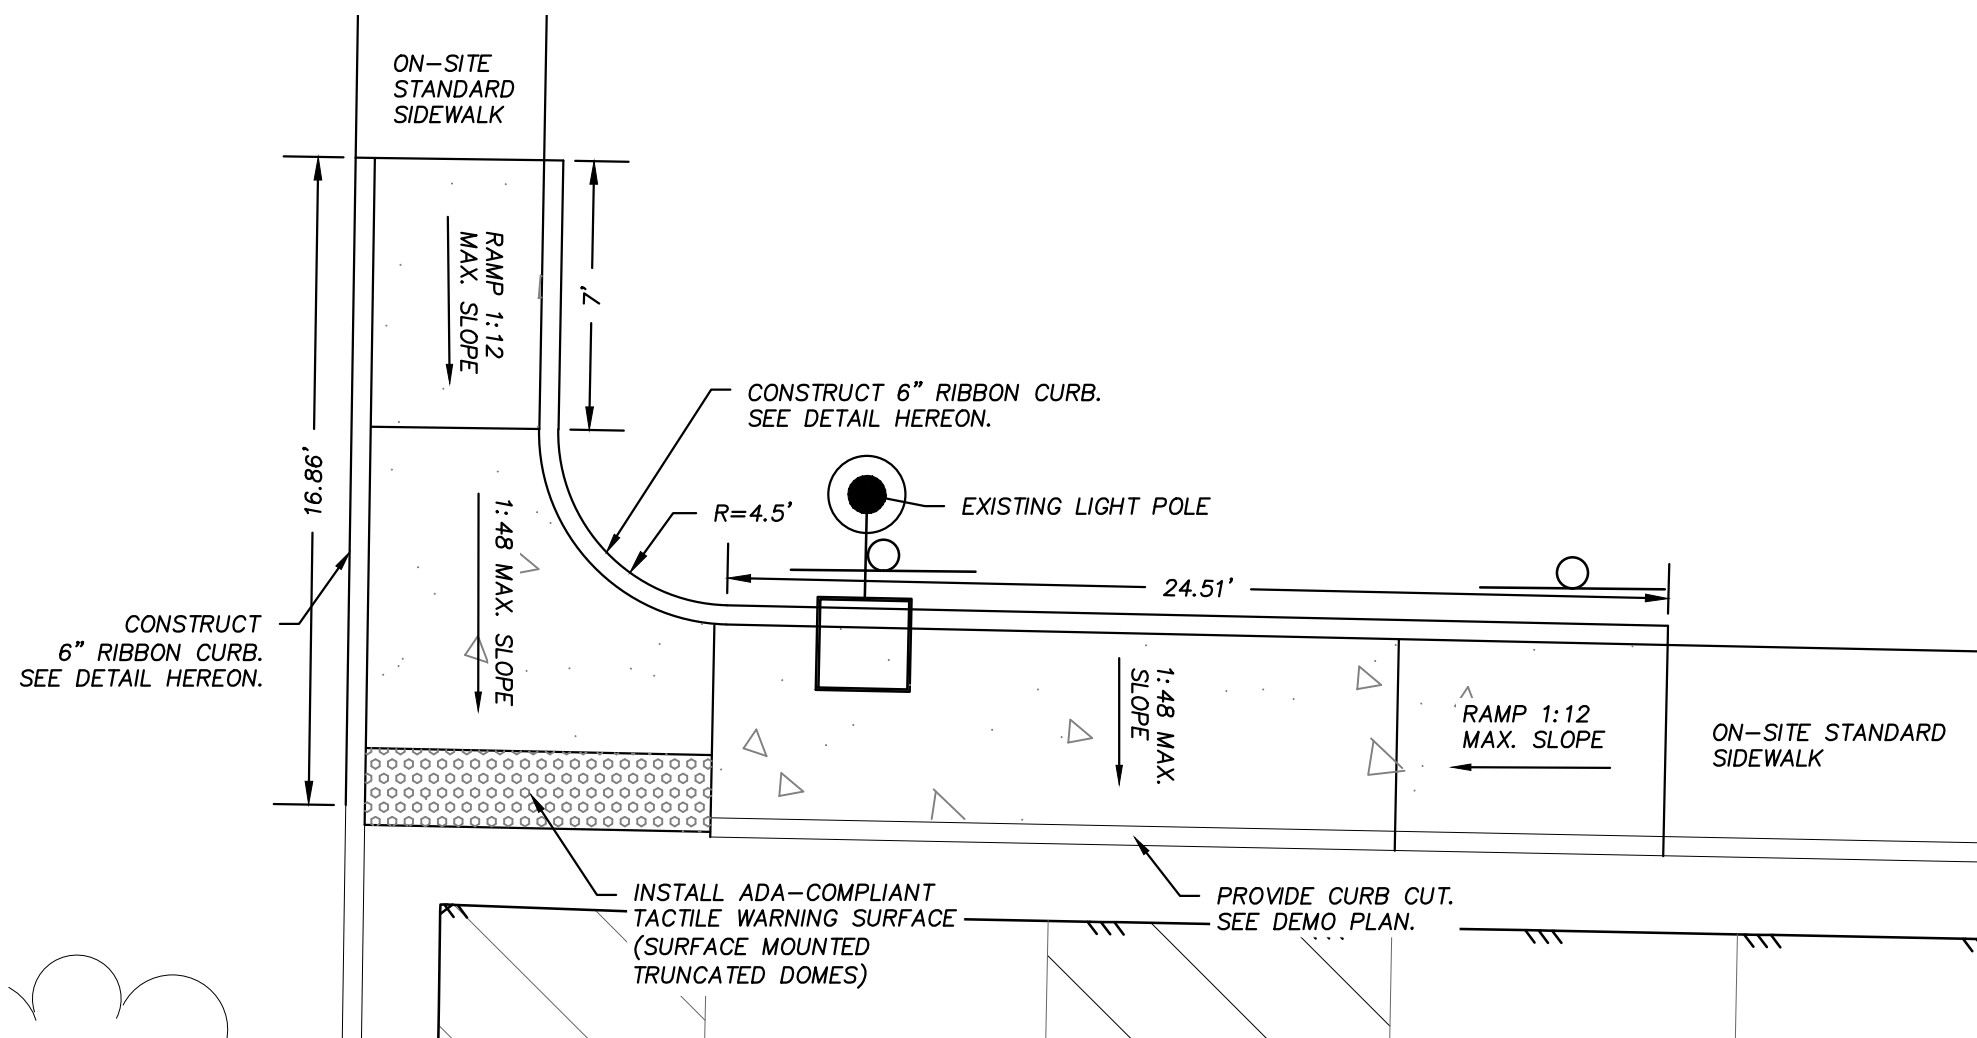 ON-SITE
STANDARD
SIDEWALK
RAMP 1:12
MAX. SLOPE
7'
16.86'
CONSTRUCT 6" RIBBON CURB.
SEE DETAIL HEREON.
R=4.5'
EXISTING LIGHT POLE
24.51'
1:48 MAX. SLOPE
CONSTRUCT
6" RIBBON CURB.
SEE DETAIL HEREON.
1:48 MAX.
SLOPE
RAMP 1:12
MAX. SLOPE
ON-SITE STANDARD
SIDEWALK
INSTALL ADA-COMPLIANT
TACTILE WARNING SURFACE
(SURFACE MOUNTED
TRUNCATED DOMES)
PROVIDE CURB CUT.
SEE DEMO PLAN.